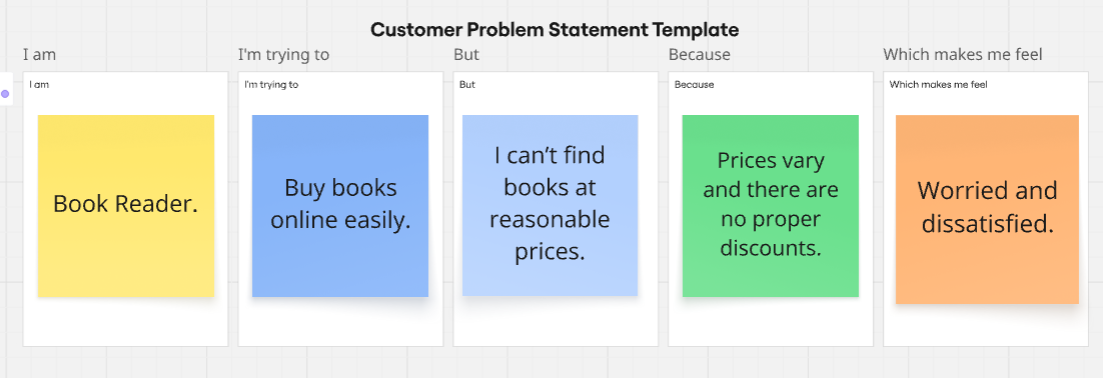 Customer Problem Statement Template
I am
I'm trying to
But
Because
Which makes me feel
I am
I'm trying to
But
Because
Which makes me feel
Book Reader.
Buy books
online easily.
I can’t find
books at
reasonable
prices.
Prices vary
and there are
no proper
discounts.
Worried and
dissatisfied.